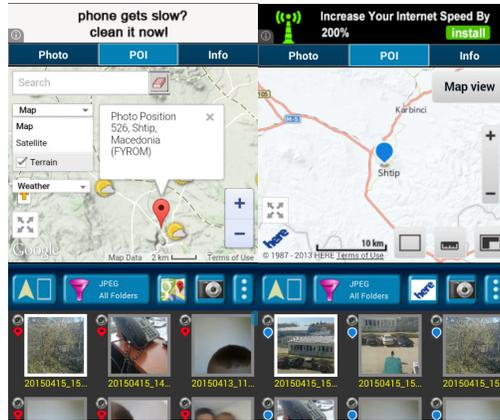 phone gets slow?
clean it now!
Photo
POI
Info
Search
Map
Map
Satellite
Terrain
Weather
Photo Position
526, Shtip,
Macedonia
(FYROM)
Google
Map Data
2 km
Terms of Use
JPEG
All Folders
20150415_15...
20150415_14...
20150413_11...
Increase Your Internet Speed By
200%
install
Photo
POI
Info
Map view
Karbinci
M-5
Shtip
here
10 km
© 1987 - 2013 HERE Terms of Use
JPEG
All Folders
here
20150415_15...
20150415_15...
20150415_15...